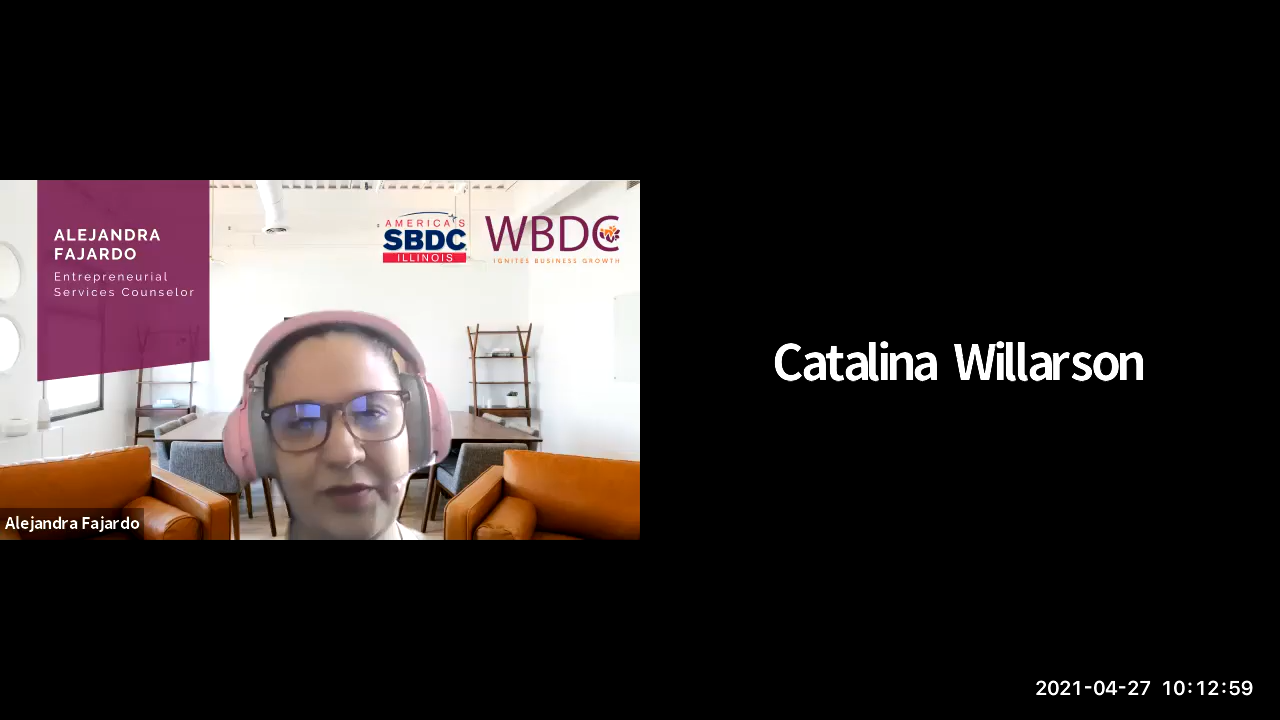 ALEJANDRA
FAJARDO
Entrepreneurial
Services Counselor
AMERICA'S
SBDC
ILLINOIS
WBDC
IGNITES BUSINESS GROWTH
Alejandra Fajardo
Catalina Willarson
2021-04-27 10:12:59